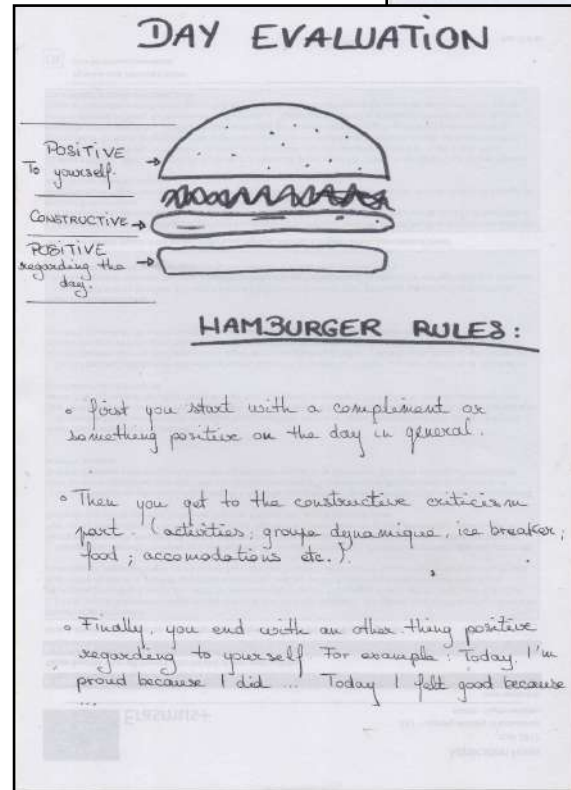 DAY EVALUATION
POSITIVE
To yourself.
CONSTRUCTIVE
POSITIVE
regarding the
day.
HAMBURGER RULES:
• first you start with a compliment or
something positive on the day in general.
• Then you get to the constructive criticism
part. (activities; groupe dynamique, ice breaker;
food; accomodations etc.).
• Finally, you end with an other thing positive
regarding to yourself For example: Today, I'm
proud because I did ... Today I felt good because
...
Erasmus+